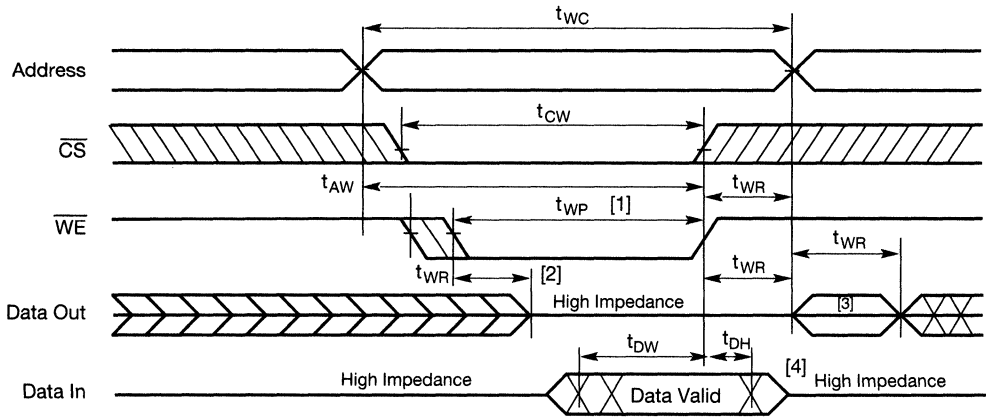 tWC
Address
tCW
CS
tAW
tWR
WE
tWP [1]
tWR
tWR [2]
tWR
Data Out
High Impedance
[3]
tDW
tDH
Data In
High Impedance
Data Valid
[4]
High Impedance